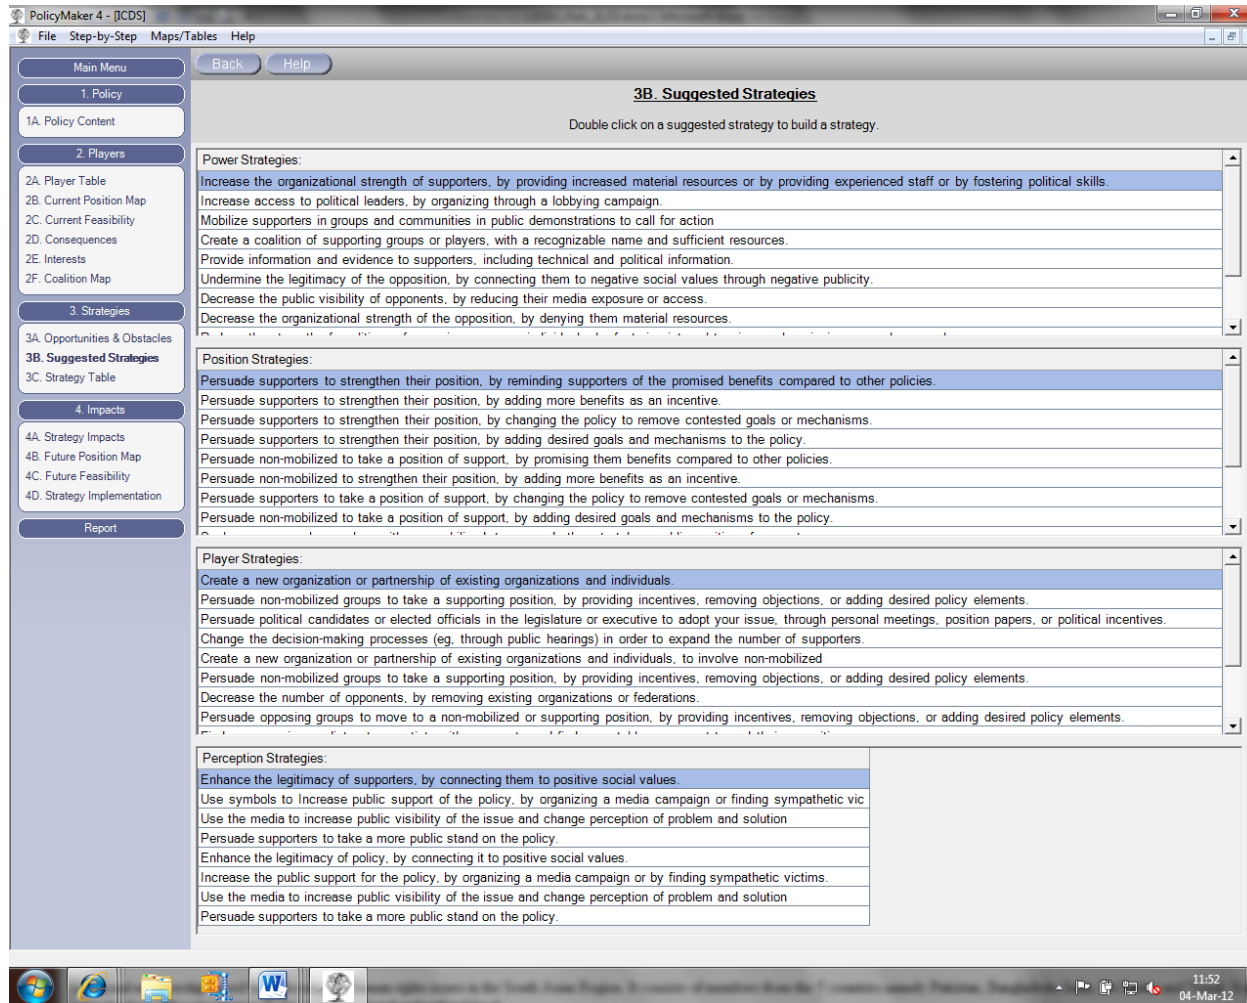 PolicyMaker 4 - [ICDS]
File Step-by-Step Maps/Tables Help
Main Menu
Back Help
1. Policy
1A. Policy Content
2. Players
2A. Player Table
2B. Current Position Map
2C. Current Feasibility
2D. Consequences
2E. Interests
2F. Coalition Map
3. Strategies
3A. Opportunities & Obstacles
3B. Suggested Strategies
3C. Strategy Table
4. Impacts
4A. Strategy Impacts
4B. Future Position Map
4C. Future Feasibility
4D. Strategy Implementation
Report
3B. Suggested Strategies
Double click on a suggested strategy to build a strategy.
Power Strategies:
Increase the organizational strength of supporters, by providing increased material resources or by providing experienced staff or by fostering political skills.
Increase access to political leaders, by organizing through a lobbying campaign.
Mobilize supporters in groups and communities in public demonstrations to call for action
Create a coalition of supporting groups or players, with a recognizable name and sufficient resources.
Provide information and evidence to supporters, including technical and political information.
Undermine the legitimacy of the opposition, by connecting them to negative social values through negative publicity.
Decrease the public visibility of opponents, by reducing their media exposure or access.
Decrease the organizational strength of the opposition, by denying them material resources.
Position Strategies:
Persuade supporters to strengthen their position, by reminding supporters of the promised benefits compared to other policies.
Persuade supporters to strengthen their position, by adding more benefits as an incentive.
Persuade supporters to strengthen their position, by changing the policy to remove contested goals or mechanisms.
Persuade supporters to strengthen their position, by adding desired goals and mechanisms to the policy.
Persuade non-mobilized to take a position of support, by promising them benefits compared to other policies.
Persuade non-mobilized to strengthen their position, by adding more benefits as an incentive.
Persuade supporters to take a position of support, by changing the policy to remove contested goals or mechanisms.
Persuade non-mobilized to take a position of support, by adding desired goals and mechanisms to the policy.
Player Strategies:
Create a new organization or partnership of existing organizations and individuals.
Persuade non-mobilized groups to take a supporting position, by providing incentives, removing objections, or adding desired policy elements.
Persuade political candidates or elected officials in the legislature or executive to adopt your issue, through personal meetings, position papers, or political incentives.
Change the decision-making processes (eg, through public hearings) in order to expand the number of supporters.
Create a new organization or partnership of existing organizations and individuals, to involve non-mobilized
Persuade non-mobilized groups to take a supporting position, by providing incentives, removing objections, or adding desired policy elements.
Decrease the number of opponents, by removing existing organizations or federations.
Persuade opposing groups to move to a non-mobilized or supporting position, by providing incentives, removing objections, or adding desired policy elements.
Perception Strategies:
Enhance the legitimacy of supporters, by connecting them to positive social values.
Use symbols to Increase public support of the policy, by organizing a media campaign or finding sympathetic vic
Use the media to increase public visibility of the issue and change perception of problem and solution
Persuade supporters to take a more public stand on the policy.
Enhance the legitimacy of policy, by connecting it to positive social values.
Increase the public support for the policy, by organizing a media campaign or by finding sympathetic victims.
Use the media to increase public visibility of the issue and change perception of problem and solution
Persuade supporters to take a more public stand on the policy.
11:52
04-Mar-12